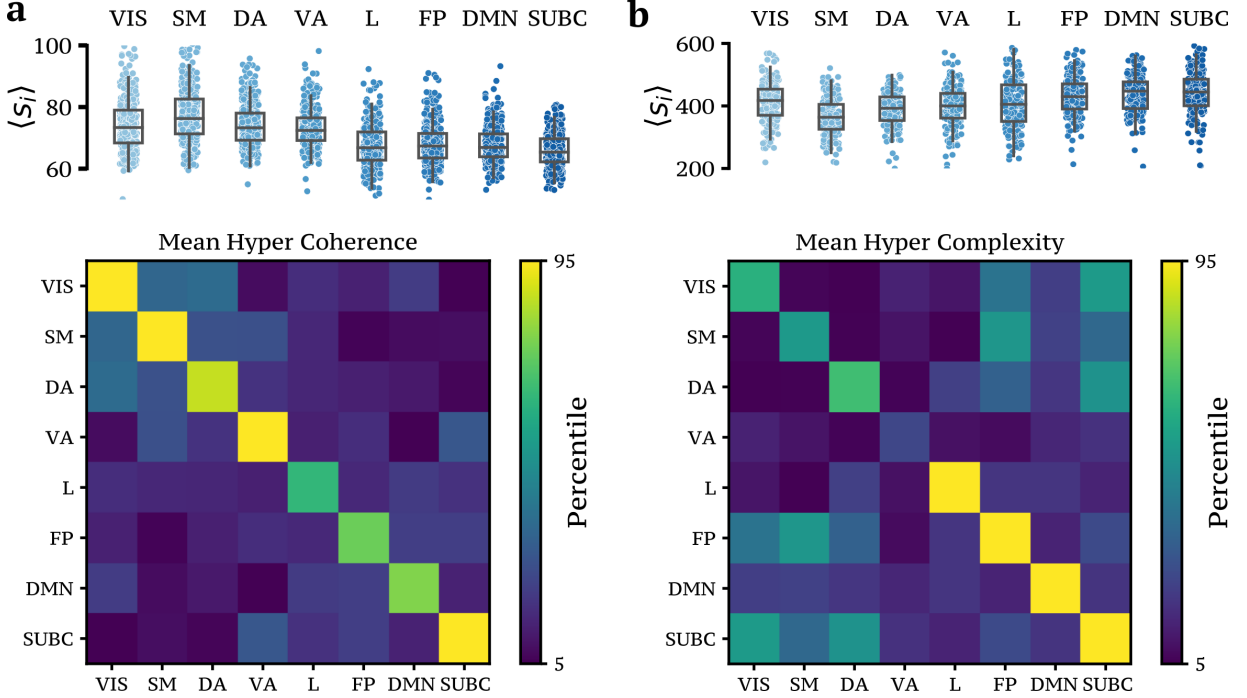 a
VIS SM DA VA L FP DMN SUBC
⟨s_i⟩
100
80
60
Mean Hyper Coherence
VIS
SM
DA
VA
L
FP
DMN
SUBC
VIS SM DA VA L FP DMN SUBC
95
Percentile
5
b
VIS SM DA VA L FP DMN SUBC
⟨s_i⟩
600
400
200
Mean Hyper Complexity
VIS
SM
DA
VA
L
FP
DMN
SUBC
VIS SM DA VA L FP DMN SUBC
95
Percentile
5